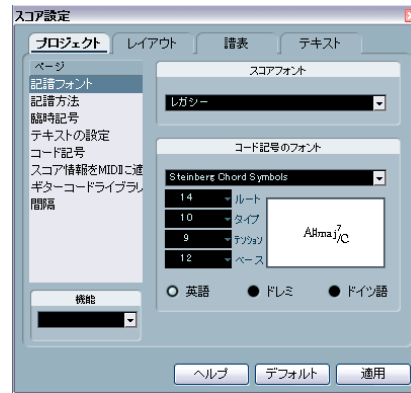 スコア設定
プロジェクト レイアウト 譜表 テキスト
ページ
記譜フォント
記譜方法
臨時記号
テキストの設定
コード記号
スコア情報をMIDIに適
ギターコードライブラリ
間隔
機能
スコアフォント
レガシー
コード記号のフォント
Steinberg Chord Symbols
14 ルート
10 タイプ
9 テンション
12 ベース
英語 ドレミ ドイツ語
ヘルプ デフォルト 適用